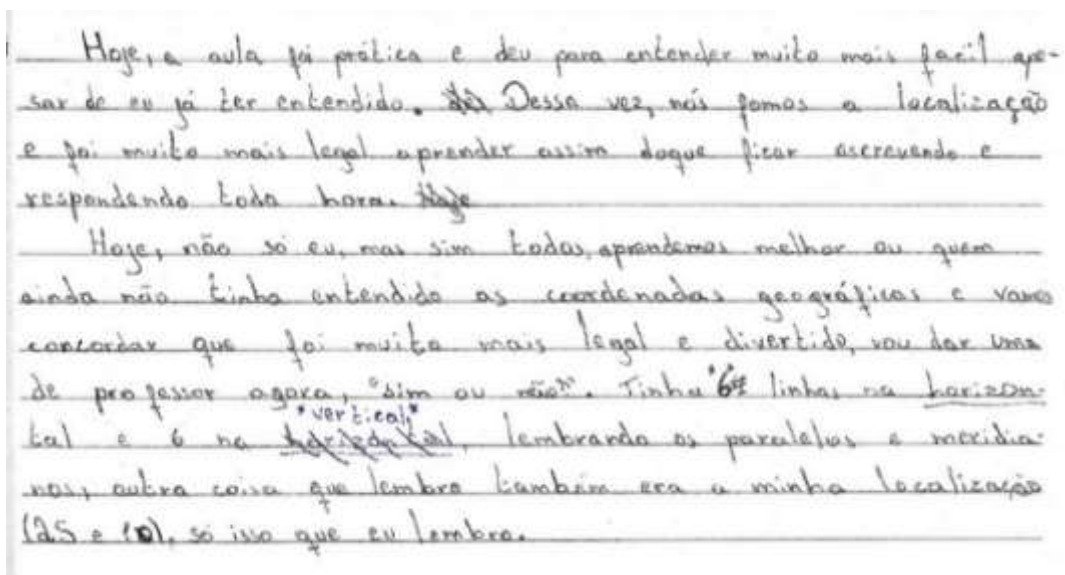 Hoje, a aula foi prática e deu para entender muito mais facil ape-
sar de eu já ter entendido. Dessa vez, nós fomos a localização
e foi muito mais legal aprender assim doque ficar escrevendo e
respondendo toda hora. Hoje
Hoje, não só eu, mas sim todos, aprendemos melhor ou quem
ainda não tinha entendido as coordenadas geográficas e vamos
concordar que foi muito mais legal e divertido, vou dar uma
de professor agora, "sim ou não". Tinha linhas na horizon-
"vertical"
tal e 6 na horizontal, lembrando os paralelos e meridia-
nos, outra coisa que lembro também era a minha localização
(25 e 10), só isso que eu lembro.